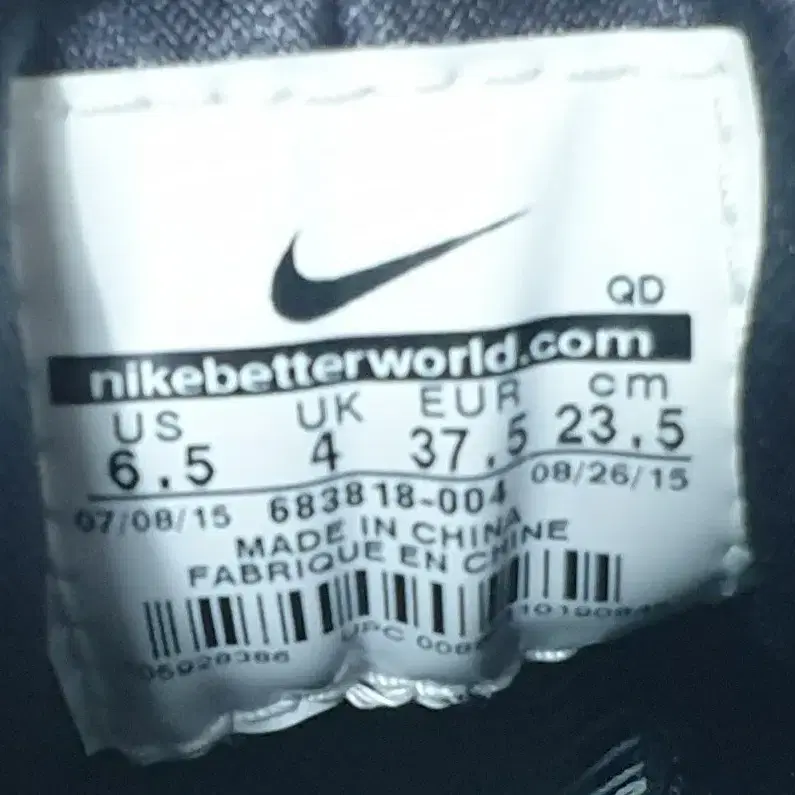 QD
nikebetterworld.com
US UK EUR cm
6.5 4 37.5 23.5
07/08/15 683818-004 08/26/15
MADE IN CHINA
FABRIQUE EN CHINE
UPC